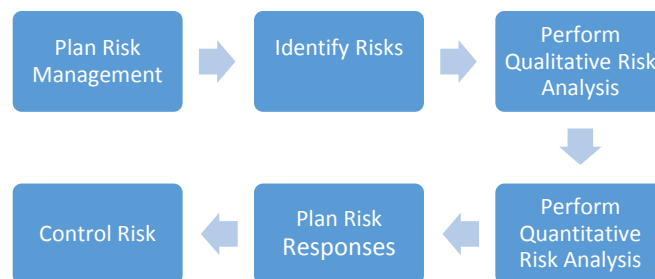 Plan Risk
Management
Identify Risks
Perform
Qualitative Risk
Analysis
Perform
Quantitative
Risk Analysis
Plan Risk
Responses
Control Risk